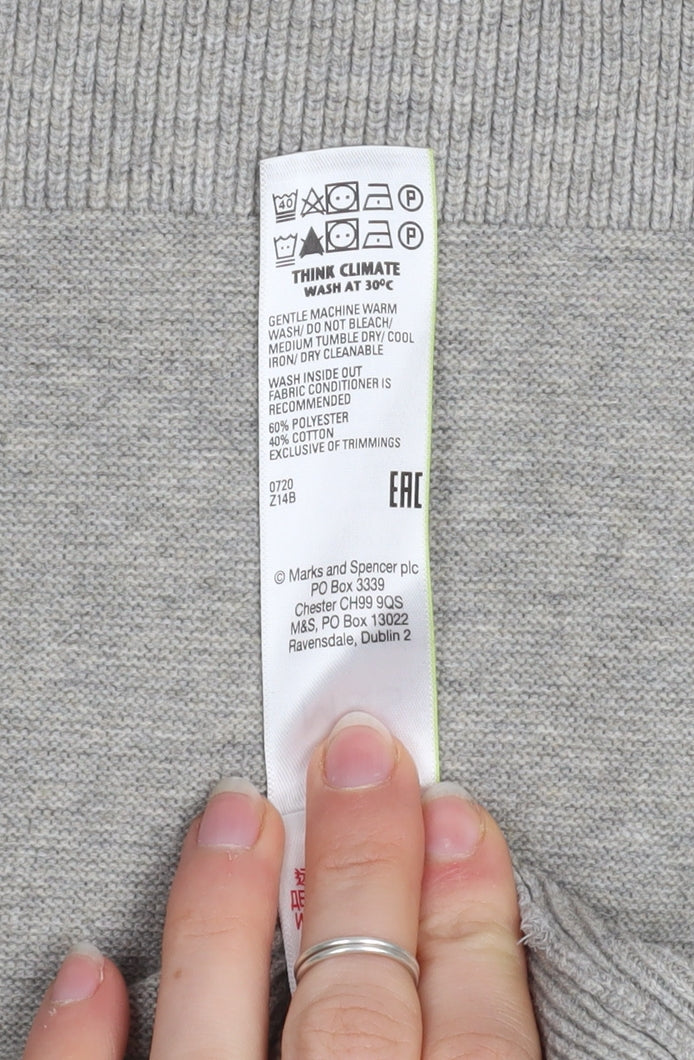 40 P
P
THINK CLIMATE
WASH AT 30ºC
GENTLE MACHINE WARM
WASH/ DO NOT BLEACH/
MEDIUM TUMBLE DRY/ COOL
IRON/ DRY CLEANABLE
WASH INSIDE OUT
FABRIC CONDITIONER IS
RECOMMENDED
60% POLYESTER
40% COTTON
EXCLUSIVE OF TRIMMINGS
0720
Z14B EAC
© Marks and Spencer plc
PO Box 3339
Chester CH99 9QS
M&S, PO Box 13022
Ravensdale, Dublin 2